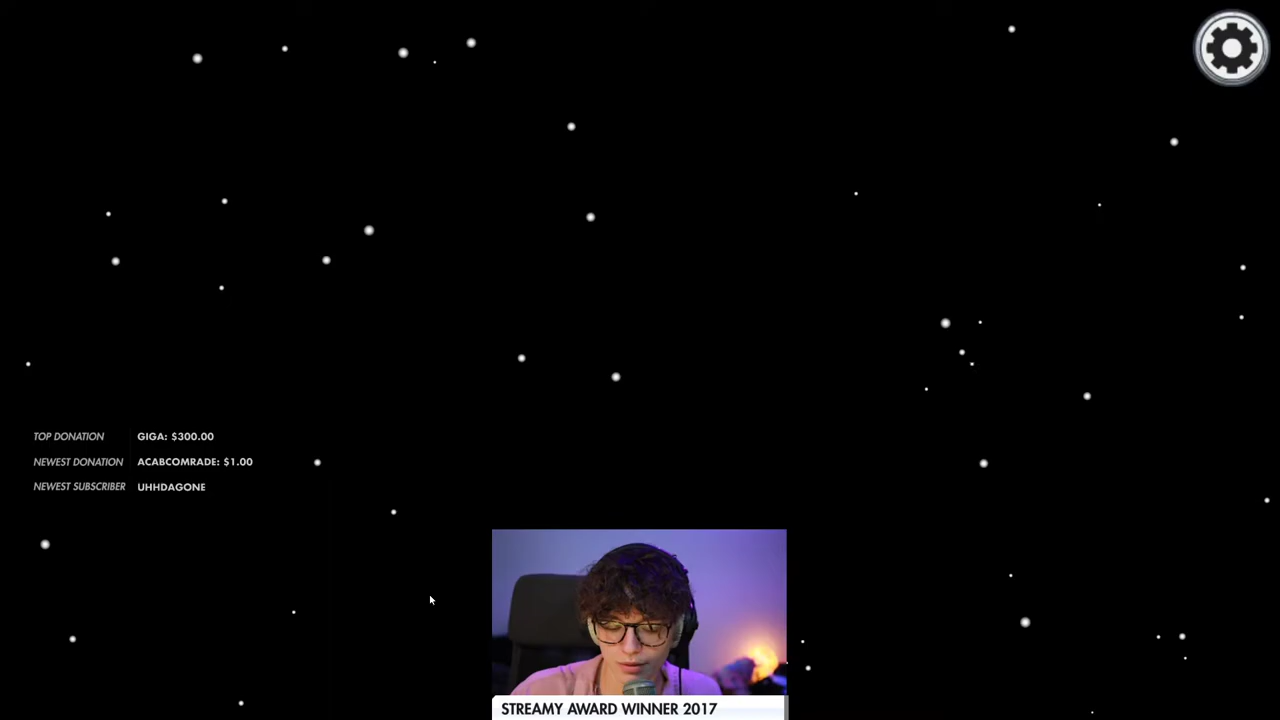 TOP DONATION GIGA: $300.00
NEWEST DONATION ACABCOMRADE: $1.00
NEWEST SUBSCRIBER UHHDAGONE
STREAMY AWARD WINNER 2017